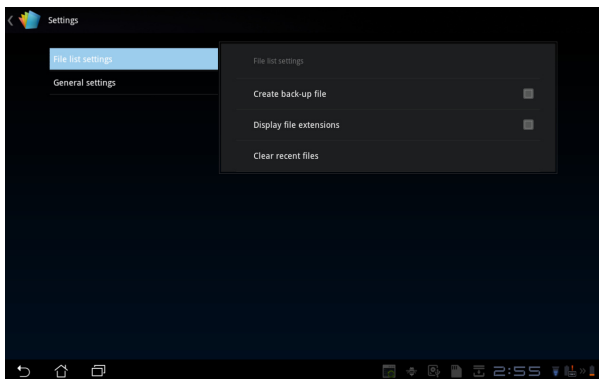 Settings
File list settings
General settings
File list settings
Create back-up file
Display file extensions
Clear recent files
2:55